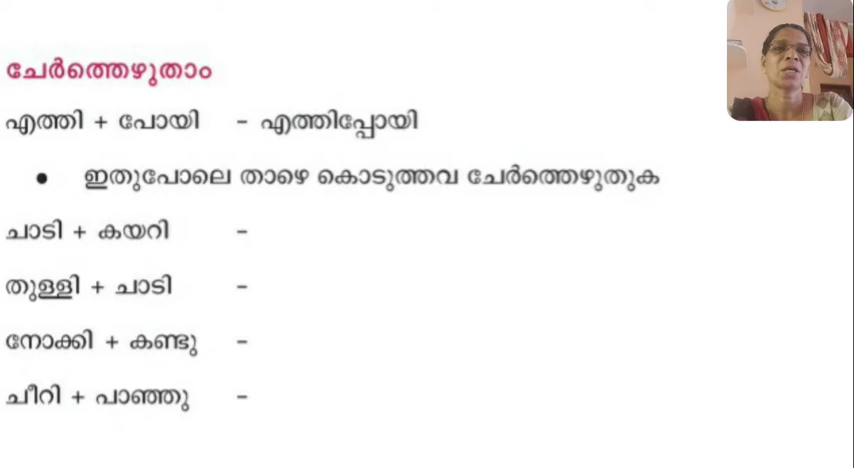 ചേർത്തെഴുതാം
എത്തി + പോയി - എത്തിപ്പോയി
• ഇതുപോലെ താഴെ കൊടുത്തവ ചേർത്തെഴുതുക
ചാടി + കയറി -
തുള്ളി + ചാടി -
നോക്കി + കണ്ടു -
ചീറി + പാഞ്ഞു -